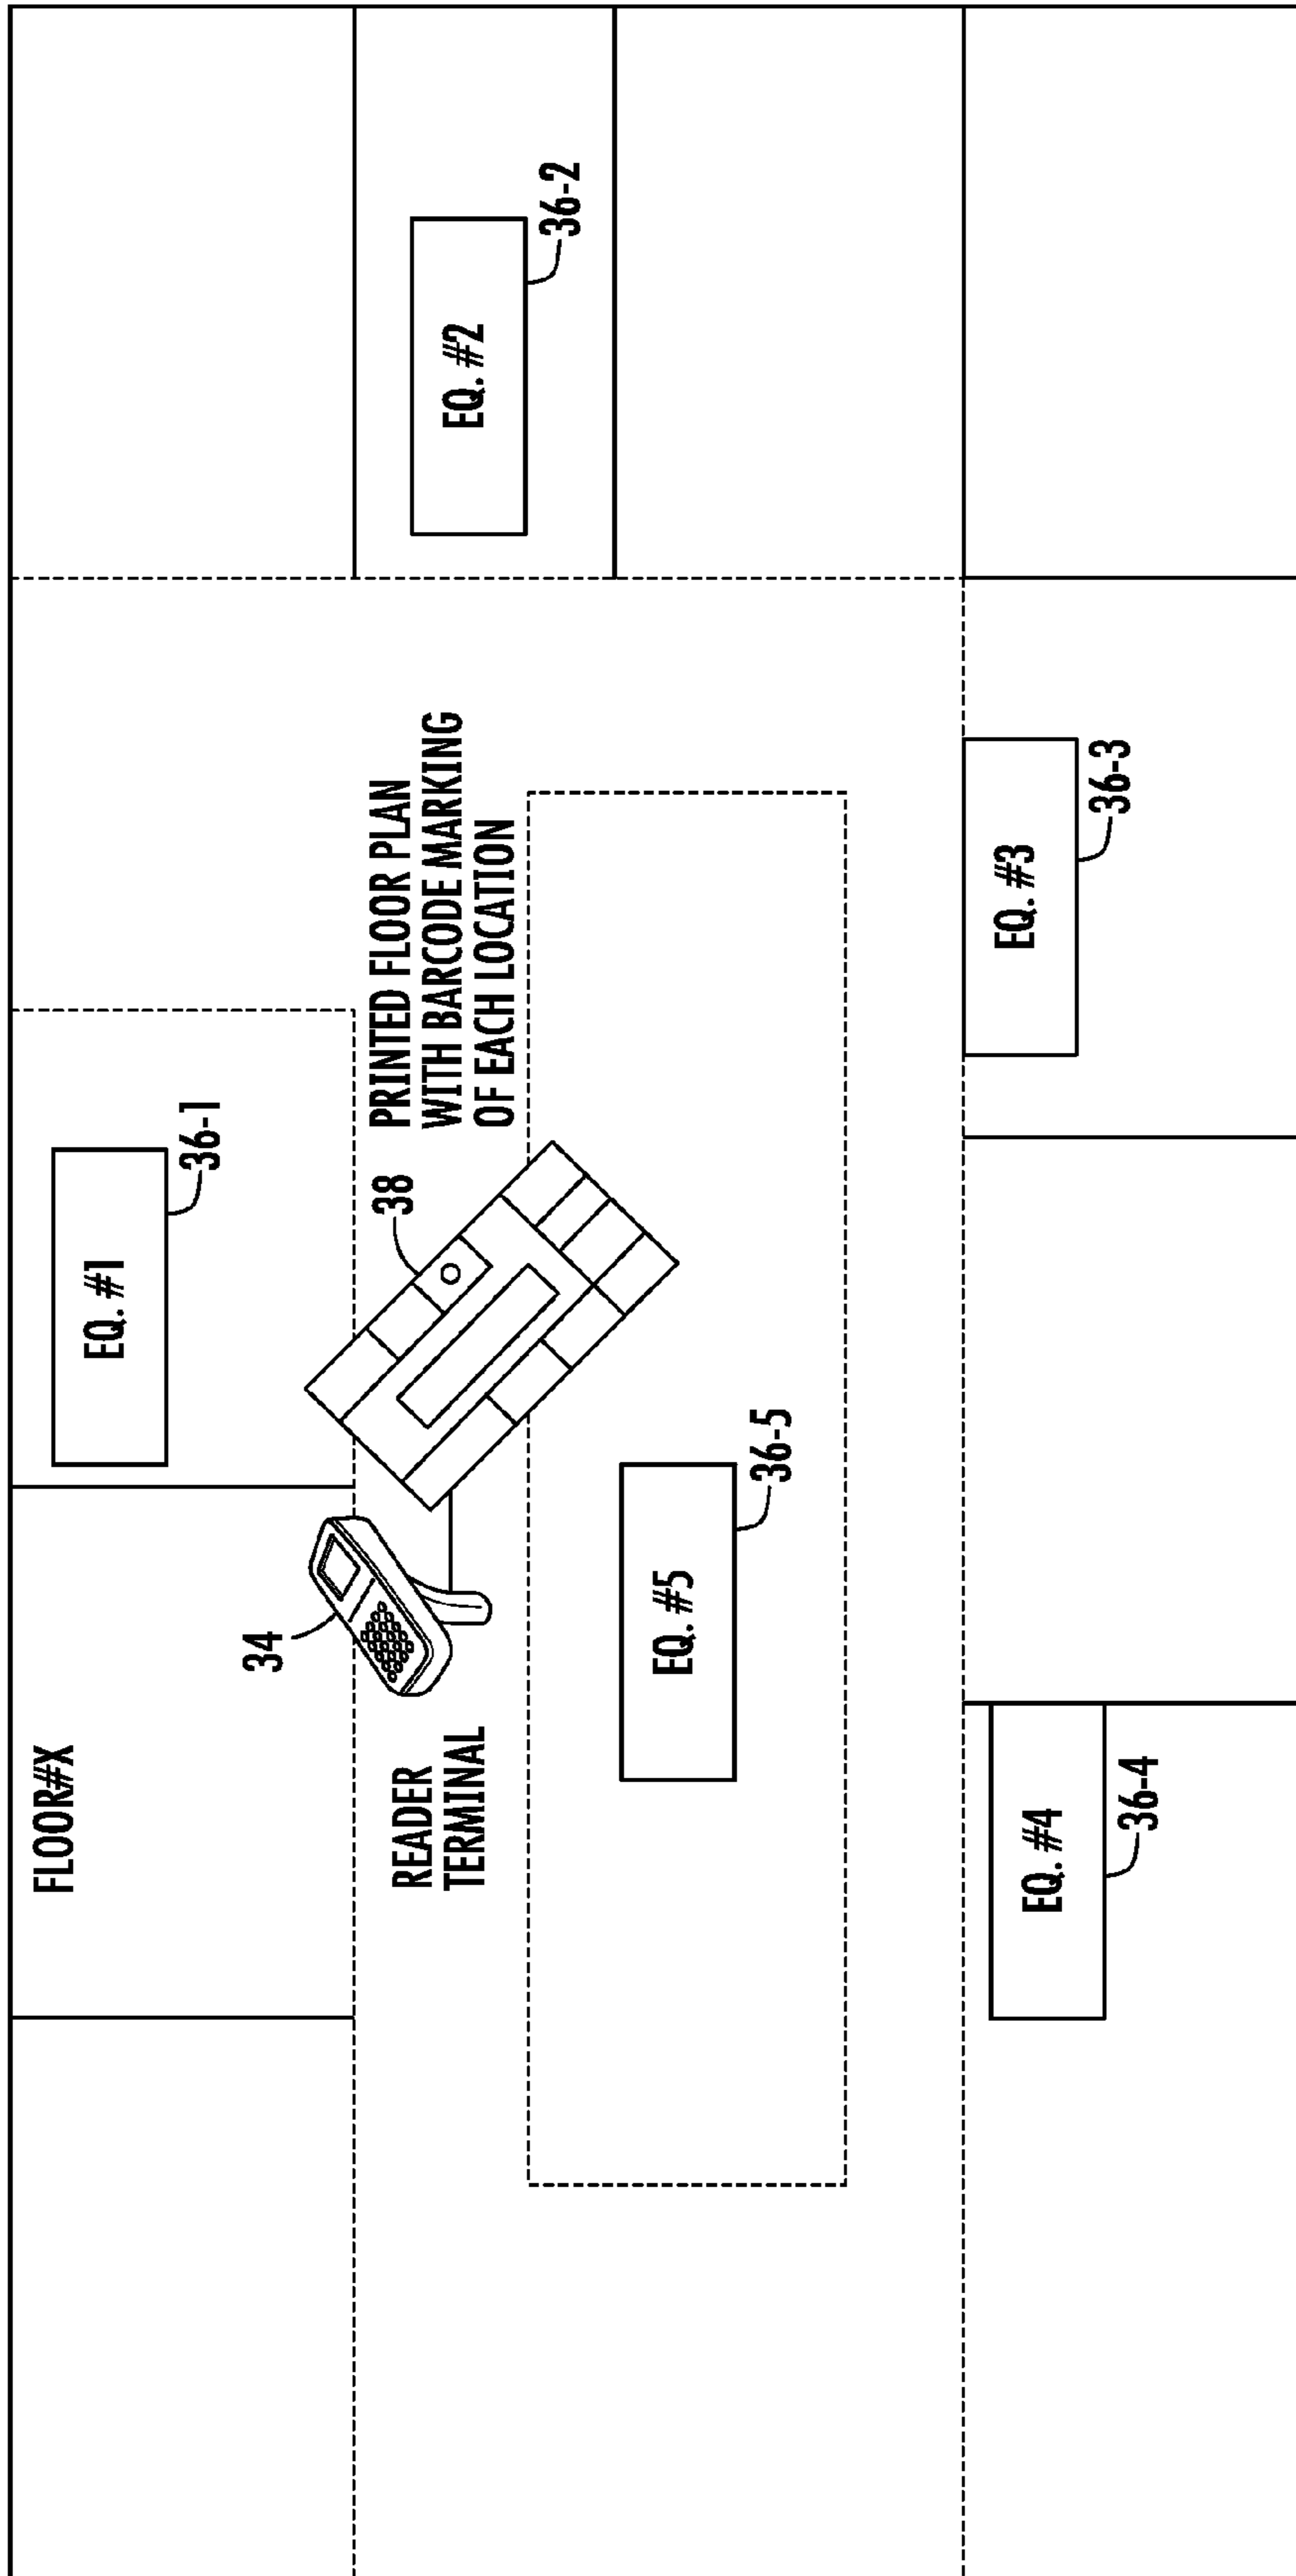 FLOOR#X
EQ. #1
36-1
34
READER
TERMINAL
38
PRINTED FLOOR PLAN
WITH BARCODE MARKING
OF EACH LOCATION
EQ. #2
36-2
EQ. #5
36-5
EQ. #3
36-3
EQ. #4
36-4